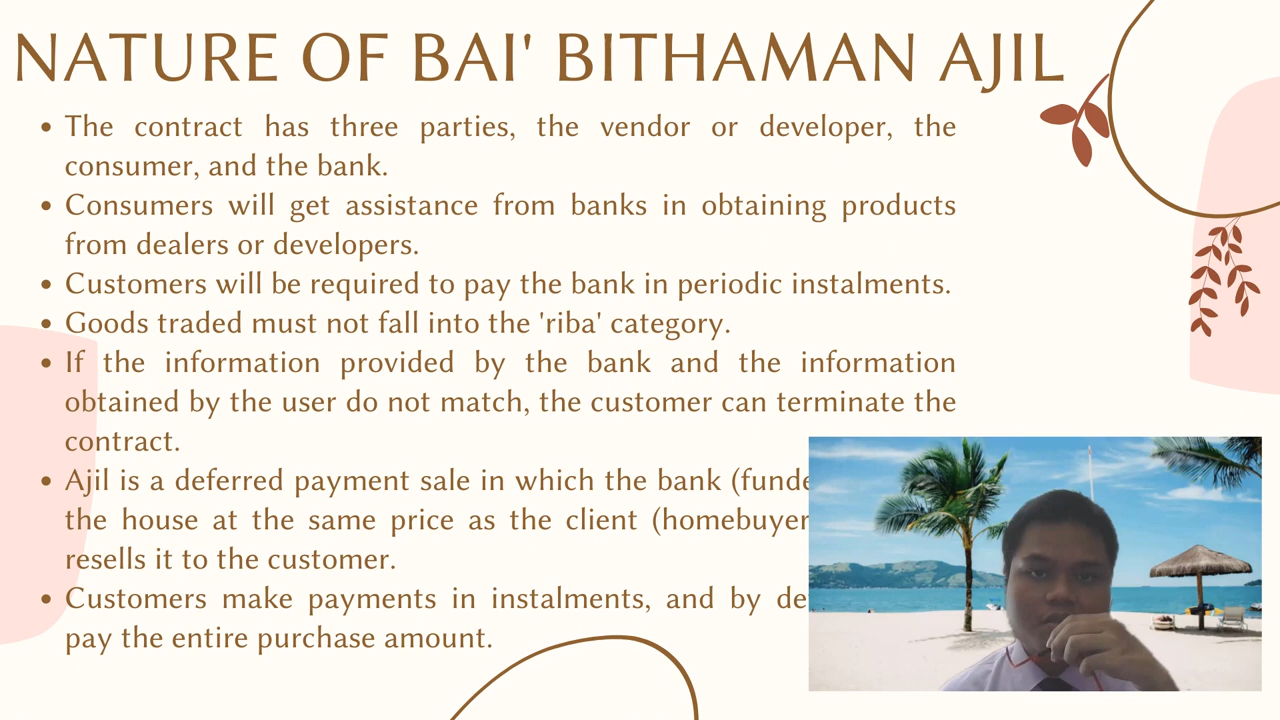 NATURE OF BAI' BITHAMAN AJIL
• The contract has three parties, the vendor or developer, the
consumer, and the bank.
• Consumers will get assistance from banks in obtaining products
from dealers or developers.
• Customers will be required to pay the bank in periodic instalments.
• Goods traded must not fall into the 'riba' category.
• If the information provided by the bank and the information
obtained by the user do not match, the customer can terminate the
contract.
• Ajil is a deferred payment sale in which the bank
the house at the same price as the client (homebuyer
resells it to the customer.
• Customers make payments in instalments, and by
pay the entire purchase amount.